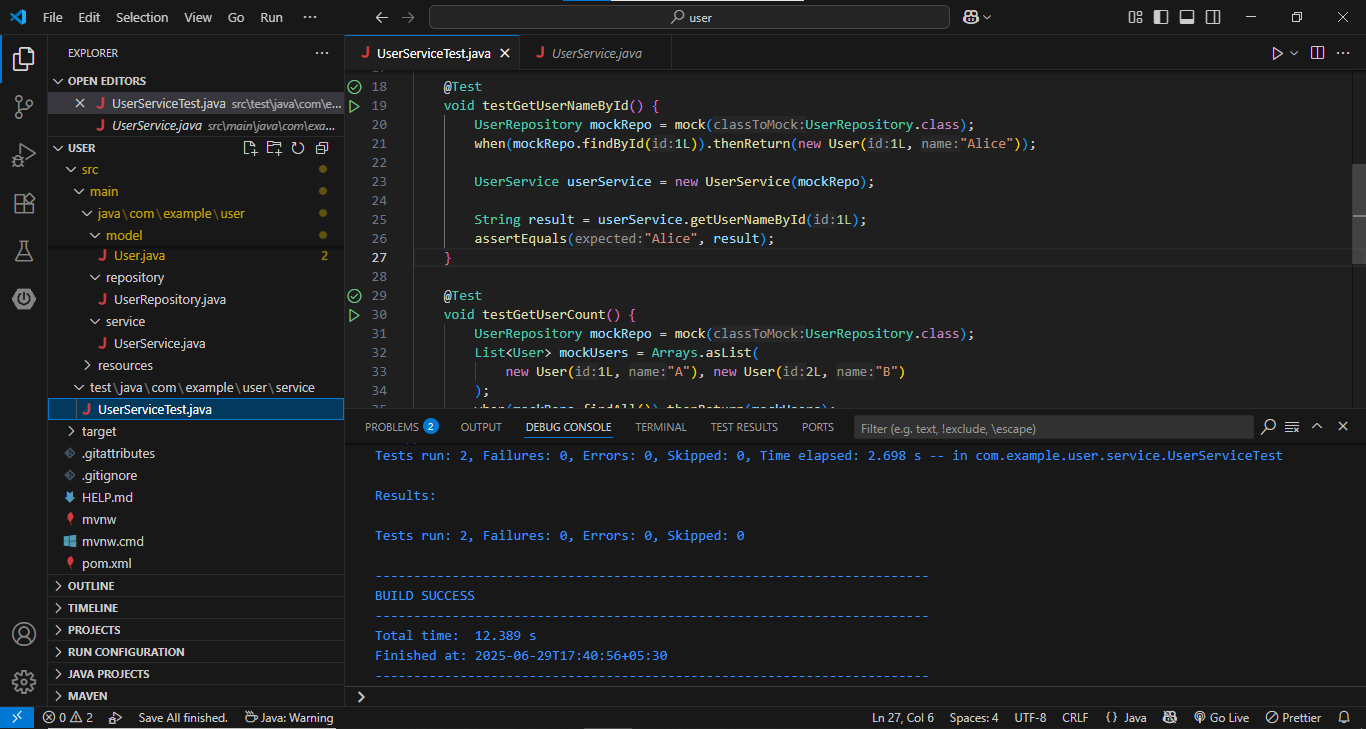 File Edit Selection View Go Run ···
user
EXPLORER
OPEN EDITORS
UserServiceTest.java src\test\java\com\e...
UserService.java src\main\java\com\exa...
USER
src
main
java\com\example\user
model
User.java 2
repository
UserRepository.java
service
UserService.java
resources
test\java\com\example\user\service
UserServiceTest.java
target
.gitattributes
.gitignore
HELP.md
mvnw
mvnw.cmd
pom.xml
OUTLINE
TIMELINE
PROJECTS
RUN CONFIGURATION
JAVA PROJECTS
MAVEN
UserServiceTest.java UserService.java
18 @Test
19 void testGetUserNameById() {
20 UserRepository mockRepo = mock(classToMock:UserRepository.class);
21 when(mockRepo.findById(id:1L)).thenReturn(new User(id:1L, name:"Alice"));
22
23 UserService userService = new UserService(mockRepo);
24
25 String result = userService.getUserNameById(id:1L);
26 assertEquals(expected:"Alice", result);
27 }
28
29 @Test
30 void testGetUserCount() {
31 UserRepository mockRepo = mock(classToMock:UserRepository.class);
32 List<User> mockUsers = Arrays.asList(
33 new User(id:1L, name:"A"), new User(id:2L, name:"B")
34 );
35 when(mockRepo.findAll()).thenReturn(mockUsers);
PROBLEMS 2 OUTPUT DEBUG CONSOLE TERMINAL TEST RESULTS PORTS Filter (e.g. text, !exclude, \escape)
Tests run: 2, Failures: 0, Errors: 0, Skipped: 0, Time elapsed: 2.698 s -- in com.example.user.service.UserServiceTest
Results:
Tests run: 2, Failures: 0, Errors: 0, Skipped: 0
------------------------------------------------------------------------
BUILD SUCCESS
------------------------------------------------------------------------
Total time:  12.389 s
Finished at: 2025-06-29T17:40:56+05:30
------------------------------------------------------------------------
0 2 Save All finished. Java: Warning Ln 27, Col 6 Spaces: 4 UTF-8 CRLF {} Java Go Live Prettier